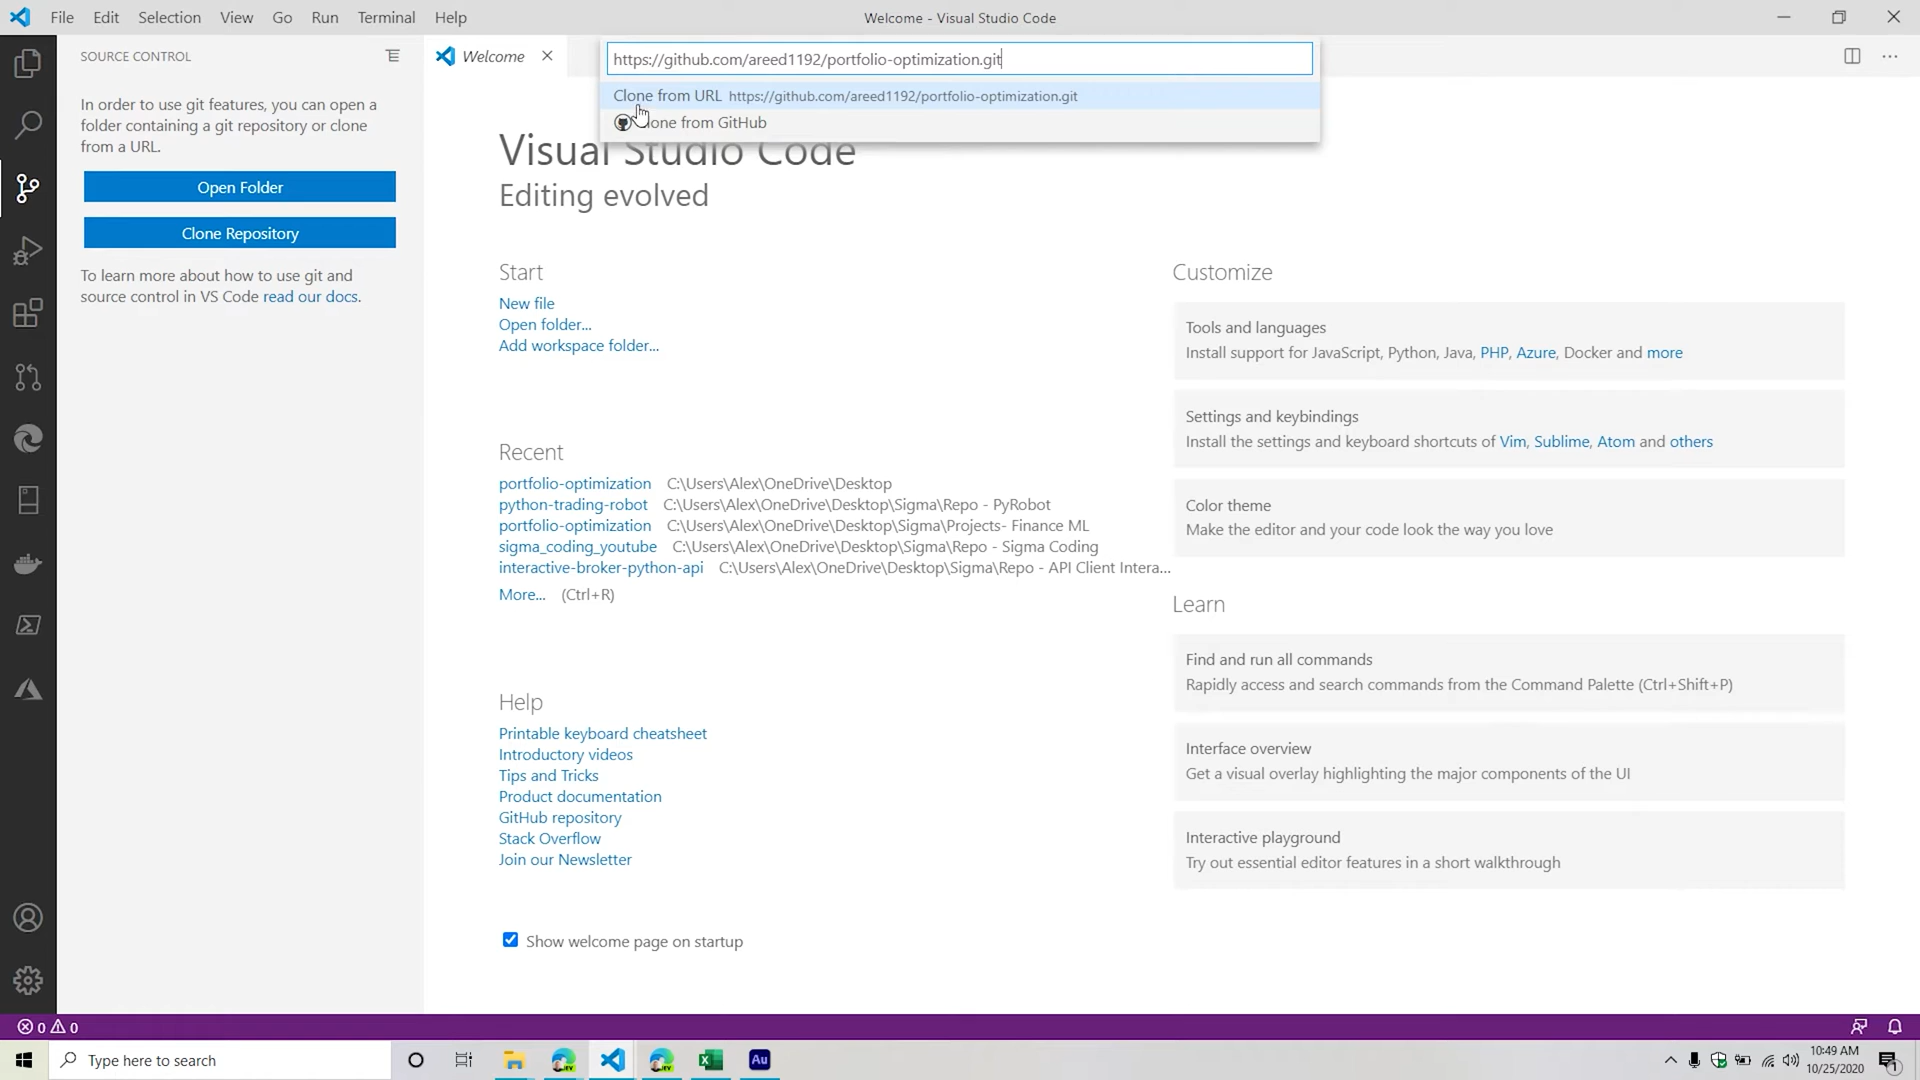 File Edit Selection View Go Run Terminal Help
Welcome - Visual Studio Code
SOURCE CONTROL
Welcome
https://github.com/areed1192/portfolio-optimization.git
Clone from URL https://github.com/areed1192/portfolio-optimization.git
Clone from GitHub
In order to use git features, you can open a
folder containing a git repository or clone
from a URL.
Open Folder
Clone Repository
To learn more about how to use git and
source control in VS Code read our docs.
Visual Studio Code
Editing evolved
Start
New file
Open folder...
Add workspace folder...
Recent
portfolio-optimization C:\Users\Alex\OneDrive\Desktop
python-trading-robot C:\Users\Alex\OneDrive\Desktop\Sigma\Repo - PyRobot
portfolio-optimization C:\Users\Alex\OneDrive\Desktop\Sigma\Projects- Finance ML
sigma_coding_youtube C:\Users\Alex\OneDrive\Desktop\Sigma\Repo - Sigma Coding
interactive-broker-python-api C:\Users\Alex\OneDrive\Desktop\Sigma\Repo - API Client Intera...
More... (Ctrl+R)
Help
Printable keyboard cheatsheet
Introductory videos
Tips and Tricks
Product documentation
GitHub repository
Stack Overflow
Join our Newsletter
Show welcome page on startup
Customize
Tools and languages
Install support for JavaScript, Python, Java, PHP, Azure, Docker and more
Settings and keybindings
Install the settings and keyboard shortcuts of Vim, Sublime, Atom and others
Color theme
Make the editor and your code look the way you love
Learn
Find and run all commands
Rapidly access and search commands from the Command Palette (Ctrl+Shift+P)
Interface overview
Get a visual overlay highlighting the major components of the UI
Interactive playground
Try out essential editor features in a short walkthrough
0 0
Type here to search
Au
10:49 AM
10/25/2020
1